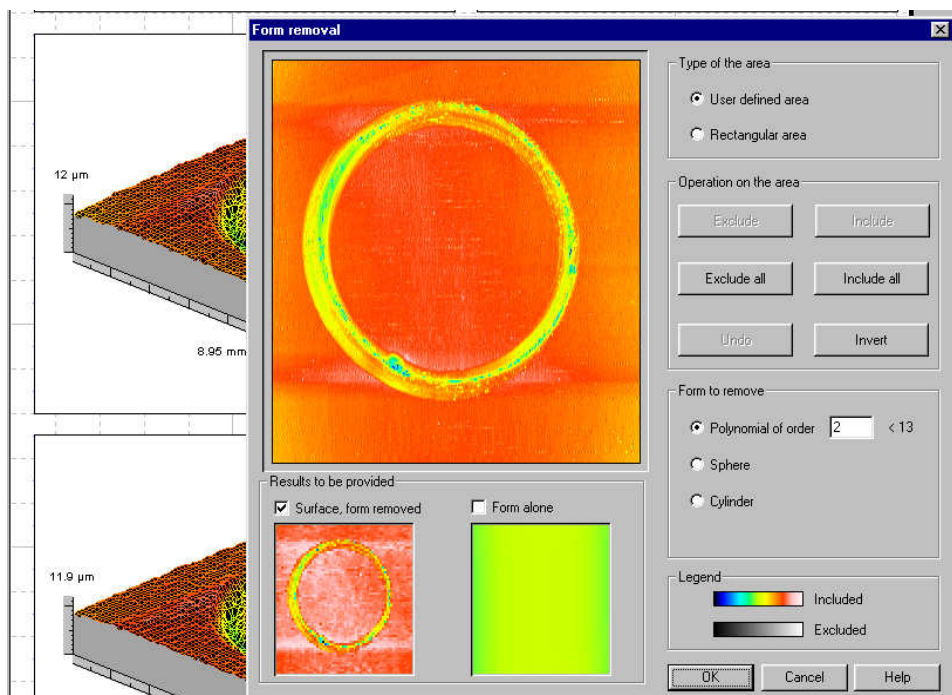 Form removal
Type of the area
User defined area
Rectangular area
12 µm
Operation on the area
Exclude
Include
Exclude all
Include all
Undo
Invert
8.95 mm
Form to remove
Polynomial of order 2 < 13
Sphere
Cylinder
Results to be provided
Surface, form removed
Form alone
11.9 µm
Legend
Included
Excluded
OK
Cancel
Help